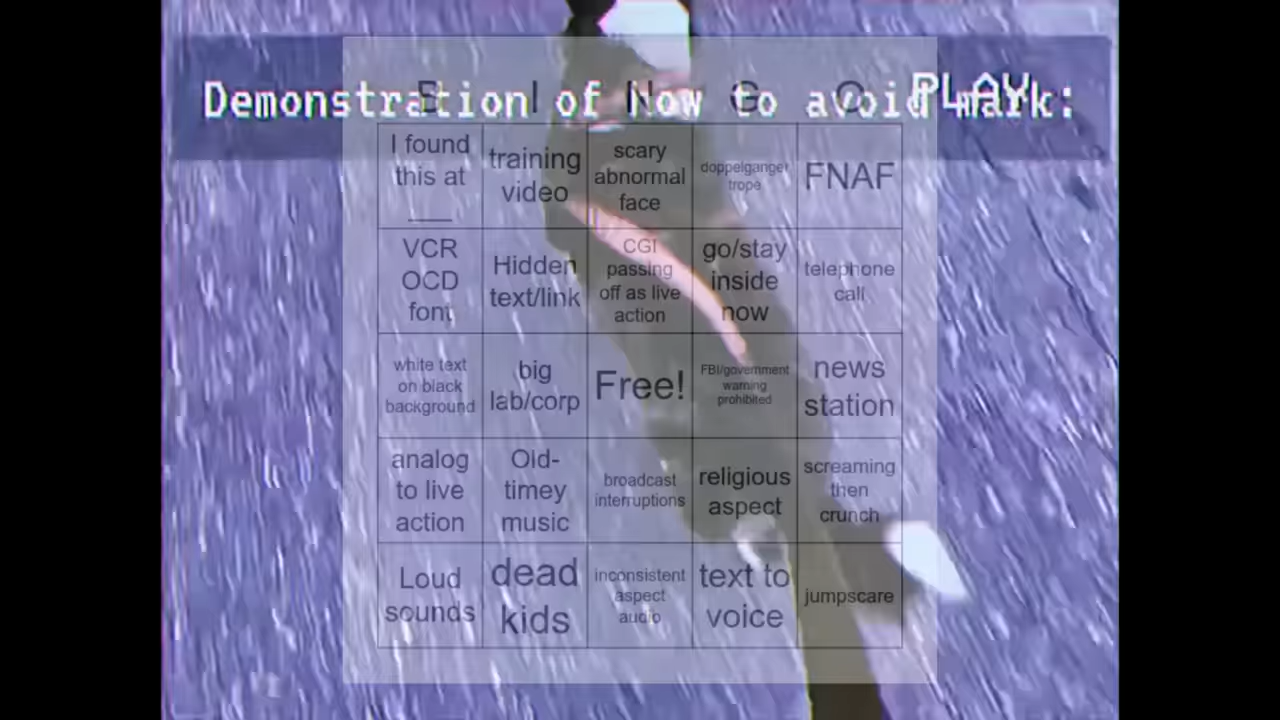 Demonstration of how to avoid mark:
PLAY
B I N G O
I found
this at
____
training
video
scary
abnormal
face
doppelganger
trope
FNAF
VCR
OCD
font
Hidden
text/link
CGI
passing
off as live
action
go/stay
inside
now
telephone
call
white text
on black
background
big
lab/corp
Free!
FBI/government
warning
prohibited
news
station
analog
to live
action
Old-
timey
music
broadcast
interruptions
religious
aspect
screaming
then
crunch
Loud
sounds
dead
kids
inconsistent
aspect
audio
text to
voice
jumpscare